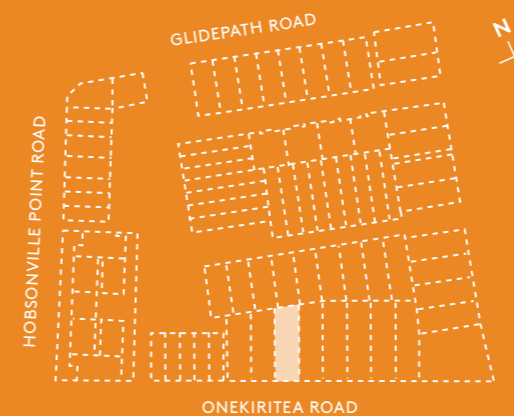 GLIDEPATH ROAD
N
HOBSONVILLE POINT ROAD
ONEKIRITEA ROAD